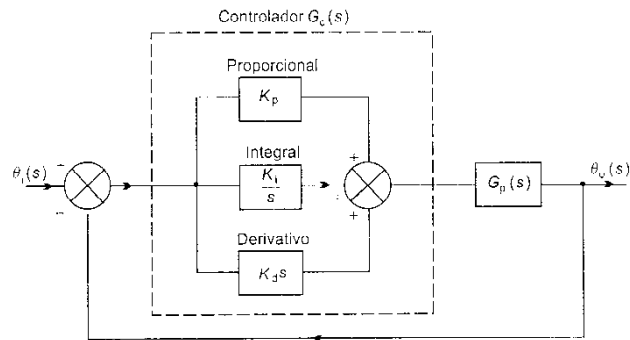 Controlador G_c(s)
Proporcional
K_p
+
Integral
θ_i(s)
K_i
s
G_p(s)
θ_o(s)
−
+
Derivativo
K_d s